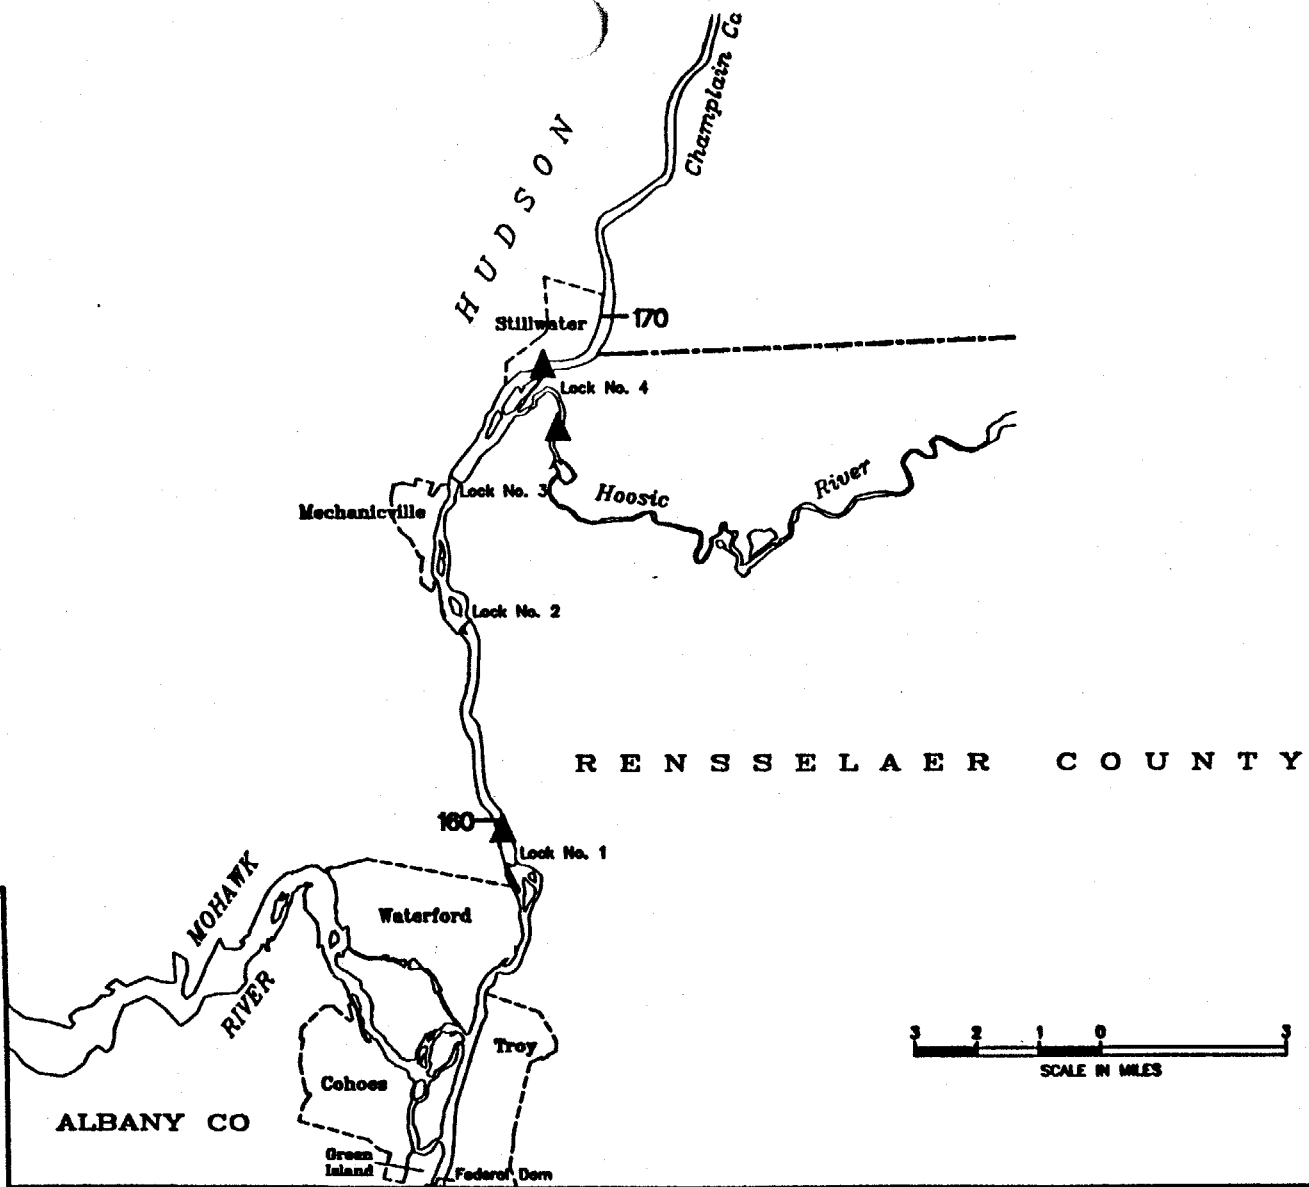 Champlain Ca
HUDSON
Stillwater
170
Lock No. 4
Hoosic River
Lock No. 3
Mechanicville
Lock No. 2
RENSSELAER COUNTY
160
Lock No. 1
MOHAWK
RIVER
Waterford
Troy
3 2 1 0 3
SCALE IN MILES
Cohoes
ALBANY CO
Green
Island
Federal Dam